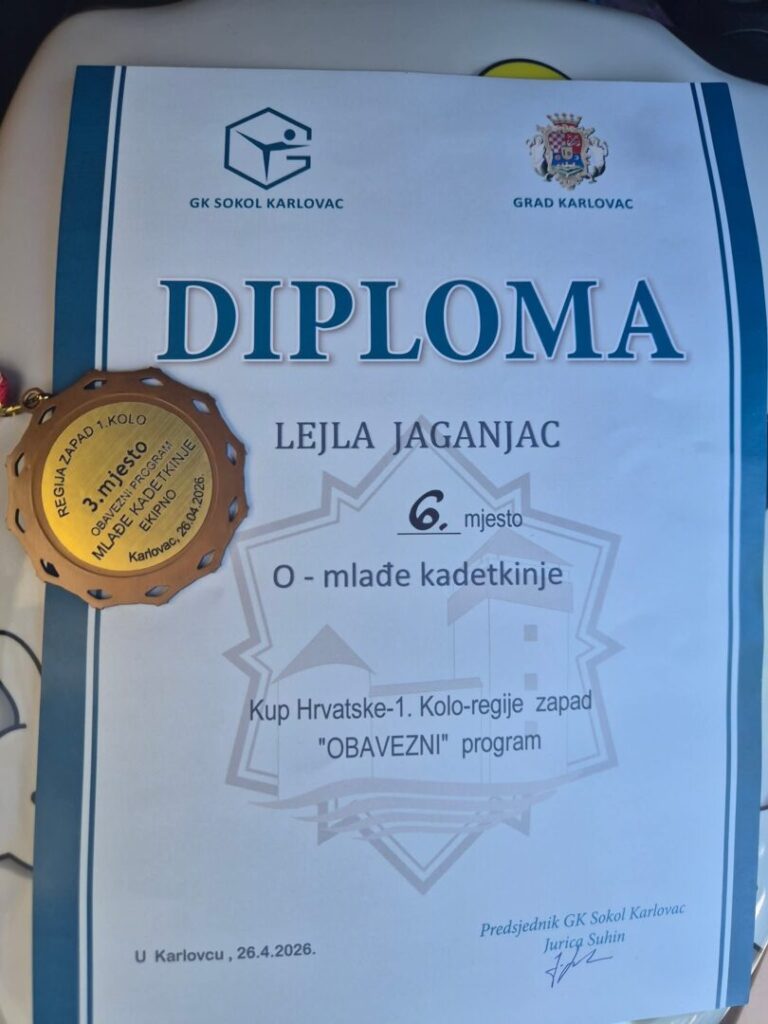 GK SOKOL KARLOVAC
GRAD KARLOVAC
DIPLOMA
LEJLA JAGANJAC
6. mjesto
O - mlađe kadetkinje
Kup Hrvatske-1. Kolo-regije zapad
"OBAVEZNI" program
U Karlovcu , 26.4.2026.
Predsjednik GK Sokol Karlovac
Jurica Suhin
REGIJA ZAPAD 1.KOLO
3.mjesto
OBAVEZNI PROGRAM
MLAĐE KADETKINJE
EKIPNO
Karlovac, 26.04.2026.